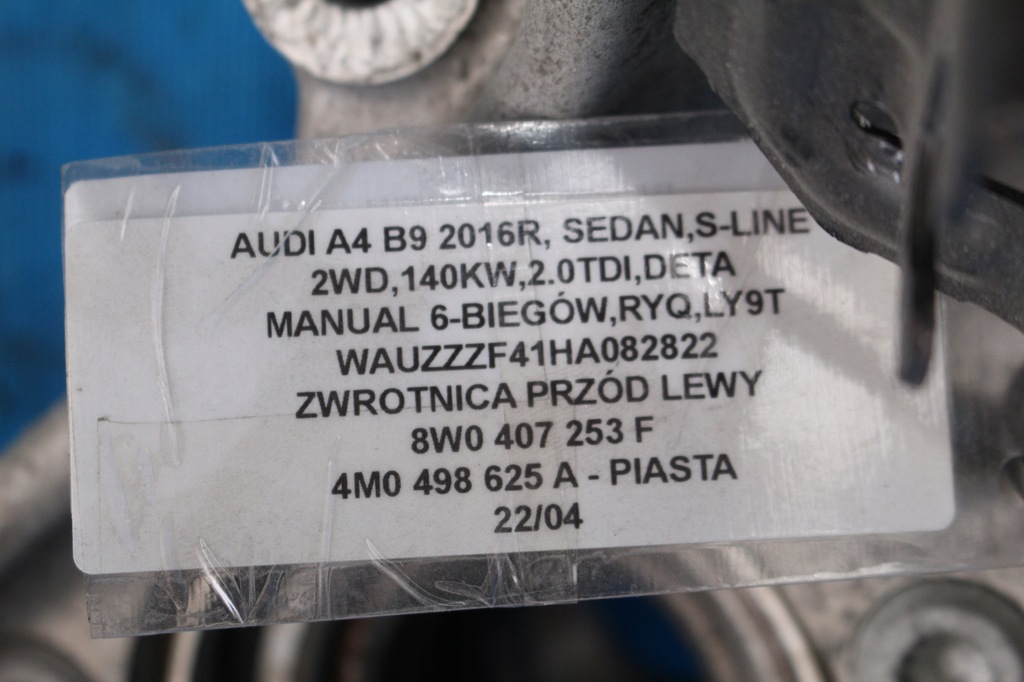 AUDI A4 B9 2016R, SEDAN,S-LINE
2WD,140KW,2.0TDI,DETA
MANUAL 6-BIEGÓW,RYQ,LY9T
WAUZZZF41HA082822
ZWROTNICA PRZÓD LEWY
8W0 407 253 F
4M0 498 625 A - PIASTA
22/04